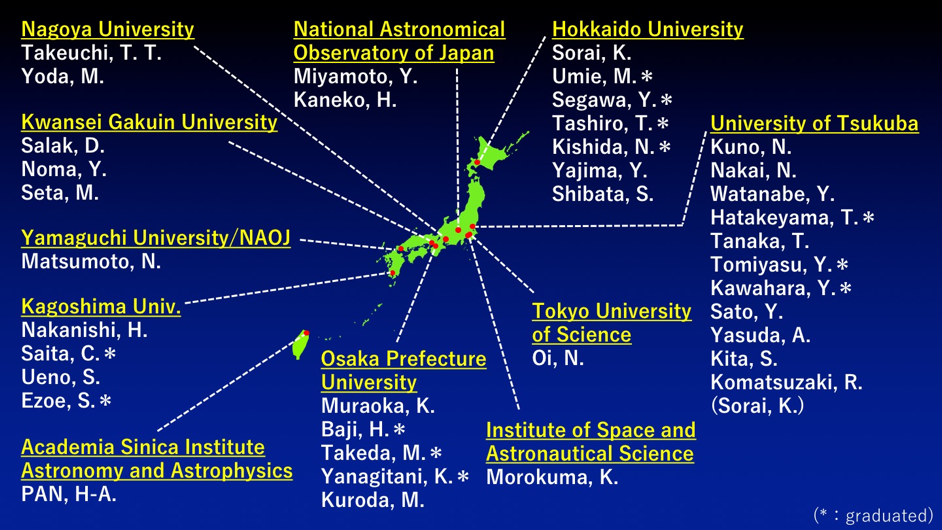 Nagoya University
Takeuchi, T. T.
Yoda, M.
National Astronomical
Observatory of Japan
Miyamoto, Y.
Kaneko, H.
Hokkaido University
Sorai, K.
Umie, M.*
Segawa, Y.*
Tashiro, T.*
Kishida, N.*
Yajima, Y.
Shibata, S.
Kwansei Gakuin University
Salak, D.
Noma, Y.
Seta, M.
University of Tsukuba
Kuno, N.
Nakai, N.
Watanabe, Y.
Hatakeyama, T.*
Tanaka, T.
Tomiyasu, Y.*
Kawahara, Y.*
Sato, Y.
Yasuda, A.
Kita, S.
Komatsuzaki, R.
(Sorai, K.)
Yamaguchi University/NAOJ
Matsumoto, N.
Kagoshima Univ.
Nakanishi, H.
Saita, C.*
Ueno, S.
Ezoe, S.*
Tokyo University
of Science
Oi, N.
Osaka Prefecture
University
Muraoka, K.
Baji, H.*
Takeda, M.*
Yanagitani, K.*
Kuroda, M.
Institute of Space and
Astronautical Science
Morokuma, K.
Academia Sinica Institute
Astronomy and Astrophysics
PAN, H-A.
(*：graduated)